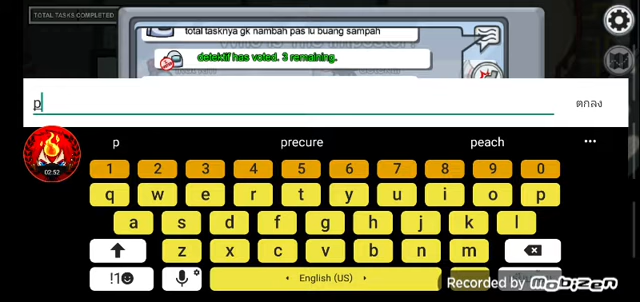 TOTAL TASKS COMPLETED
total tasknya gk nambah pas lu buang sampah
detektif has voted. 3 remaining.
p
ตกลง
p precure peach
1 2 3 4 5 6 7 8 9 0
q w e r t y u i o p
a s d f g h j k l
z x c v b n m
!1☺ English (US)
Recorded by mobizen
02:52